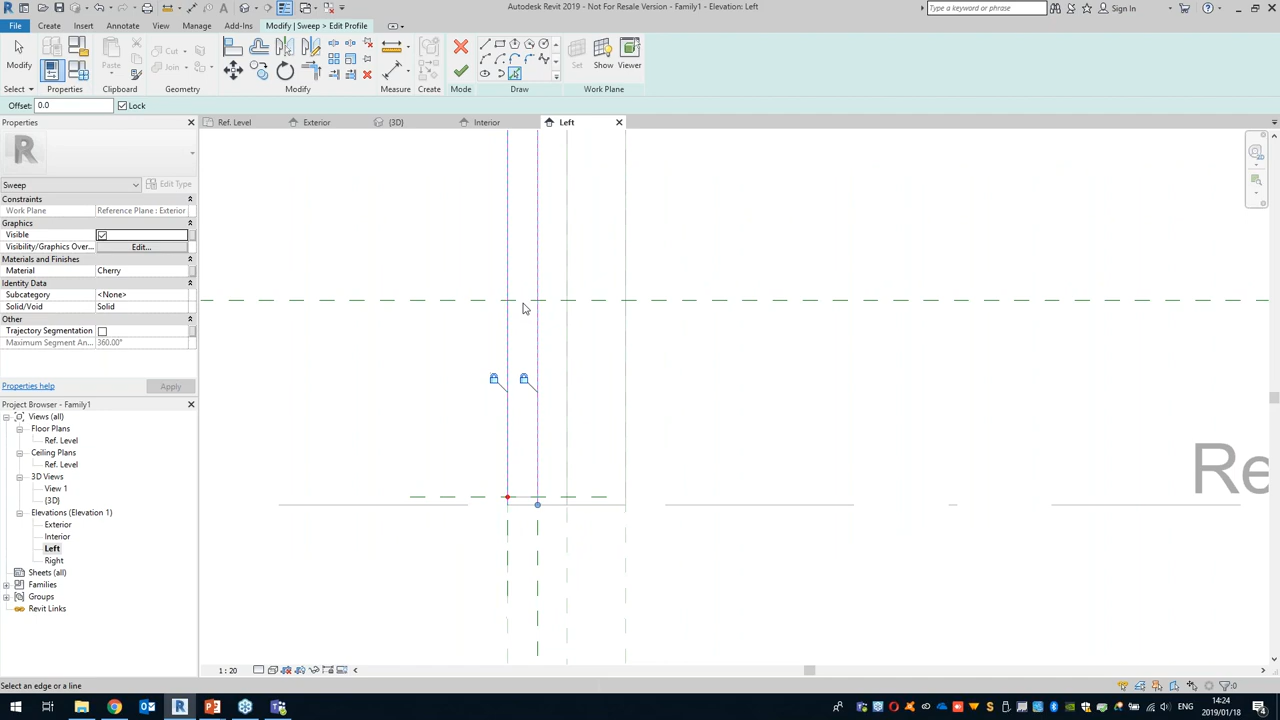 Autodesk Revit 2019 - Not For Resale Version - Family1 - Elevation: Left
Type a keyword or phrase
Sign In
File Create Insert Annotate View Manage Add-Ins Modify | Sweep > Edit Profile
Modify
Paste
Cut
Join
Set Show Viewer
Select Properties Clipboard Geometry Modify Measure Create Mode Draw Work Plane
Offset: 0.0 Lock
Properties
Ref. Level Exterior {3D} Interior Left
Sweep Edit Type
Constraints
Work Plane Reference Plane : Exterior
Graphics
Visible
Visibility/Graphics Over... Edit...
Materials and Finishes
Material Cherry
Identity Data
Subcategory <None>
Solid/Void Solid
Other
Trajectory Segmentation
Maximum Segment An... 360.00°
Properties help Apply
Project Browser - Family1
Views (all)
Floor Plans
Ref. Level
Ceiling Plans
Ref. Level
3D Views
View 1
{3D}
Elevations (Elevation 1)
Exterior
Interior
Left
Right
Sheets (all)
Families
Groups
Revit Links
Re
1 : 20
Select an edge or a line
:0
ENG
14:24
2019/01/18